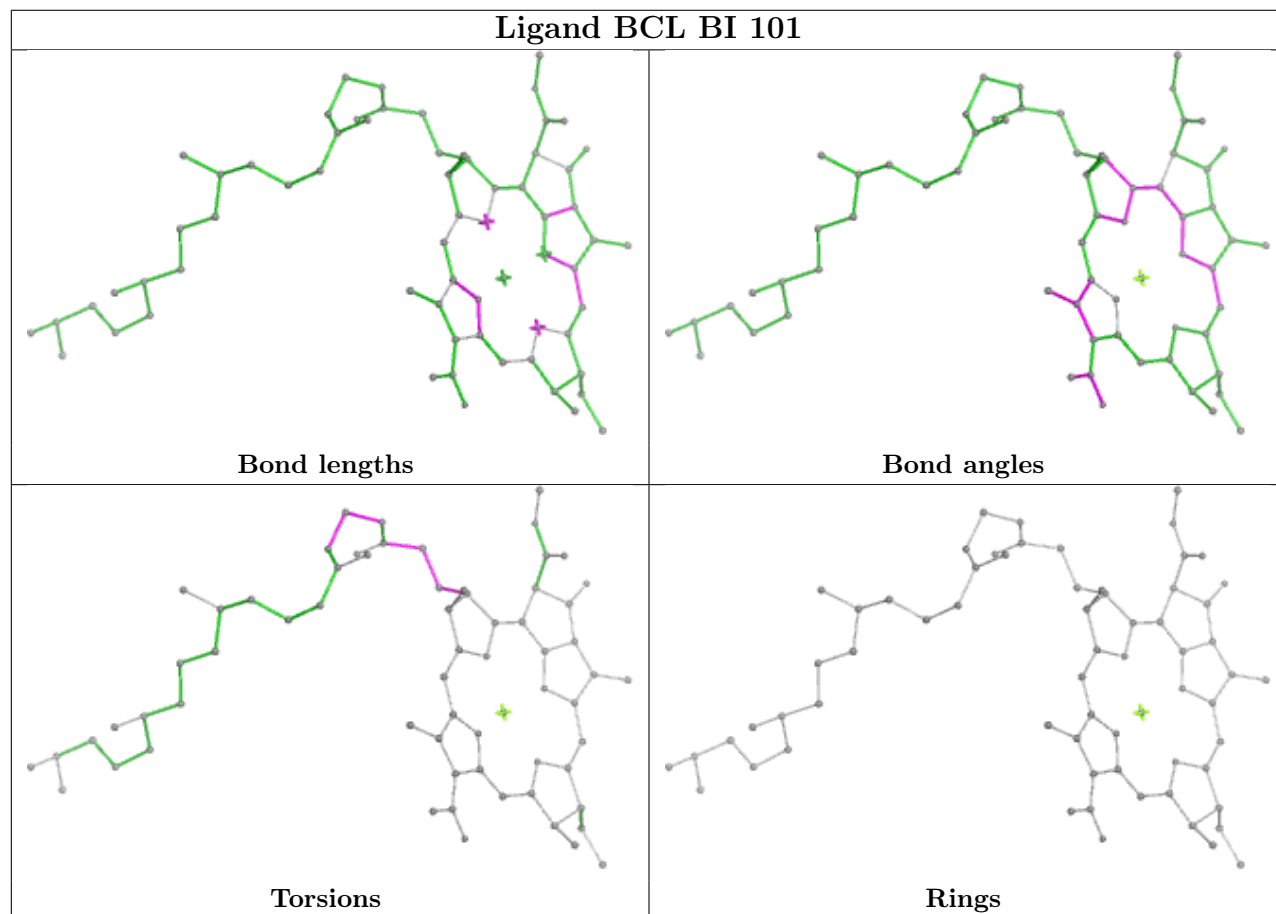 Ligand BCL BI 101
Bond lengths
Bond angles
Torsions
Rings